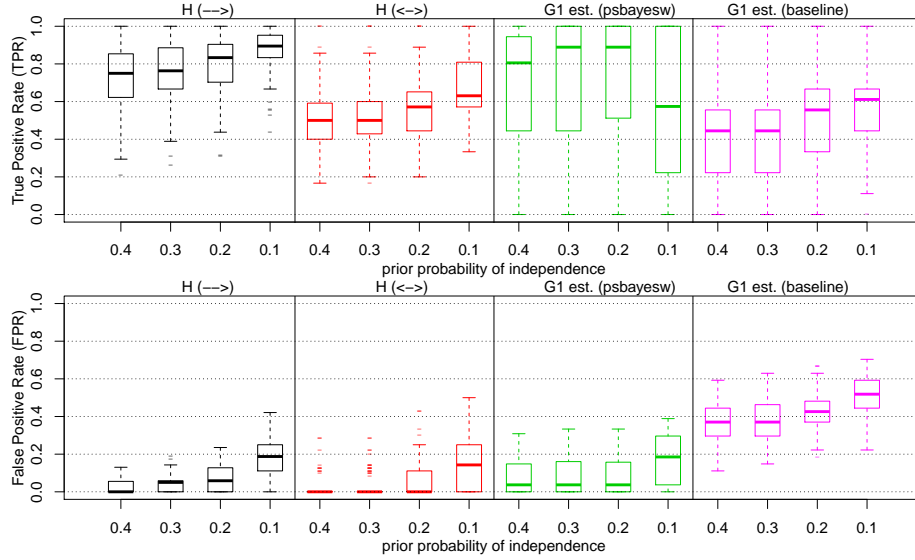 H (−−>) H (<−>) G1 est. (psbayesw) G1 est. (baseline)
True Positive Rate (TPR)
1.0
0.8
0.6
0.4
0.2
0.0
0.4 0.3 0.2 0.1 0.4 0.3 0.2 0.1 0.4 0.3 0.2 0.1 0.4 0.3 0.2 0.1
prior probability of independence
H (−−>) H (<−>) G1 est. (psbayesw) G1 est. (baseline)
False Positive Rate (FPR)
1.0
0.8
0.6
0.4
0.2
0.0
0.4 0.3 0.2 0.1 0.4 0.3 0.2 0.1 0.4 0.3 0.2 0.1 0.4 0.3 0.2 0.1
prior probability of independence